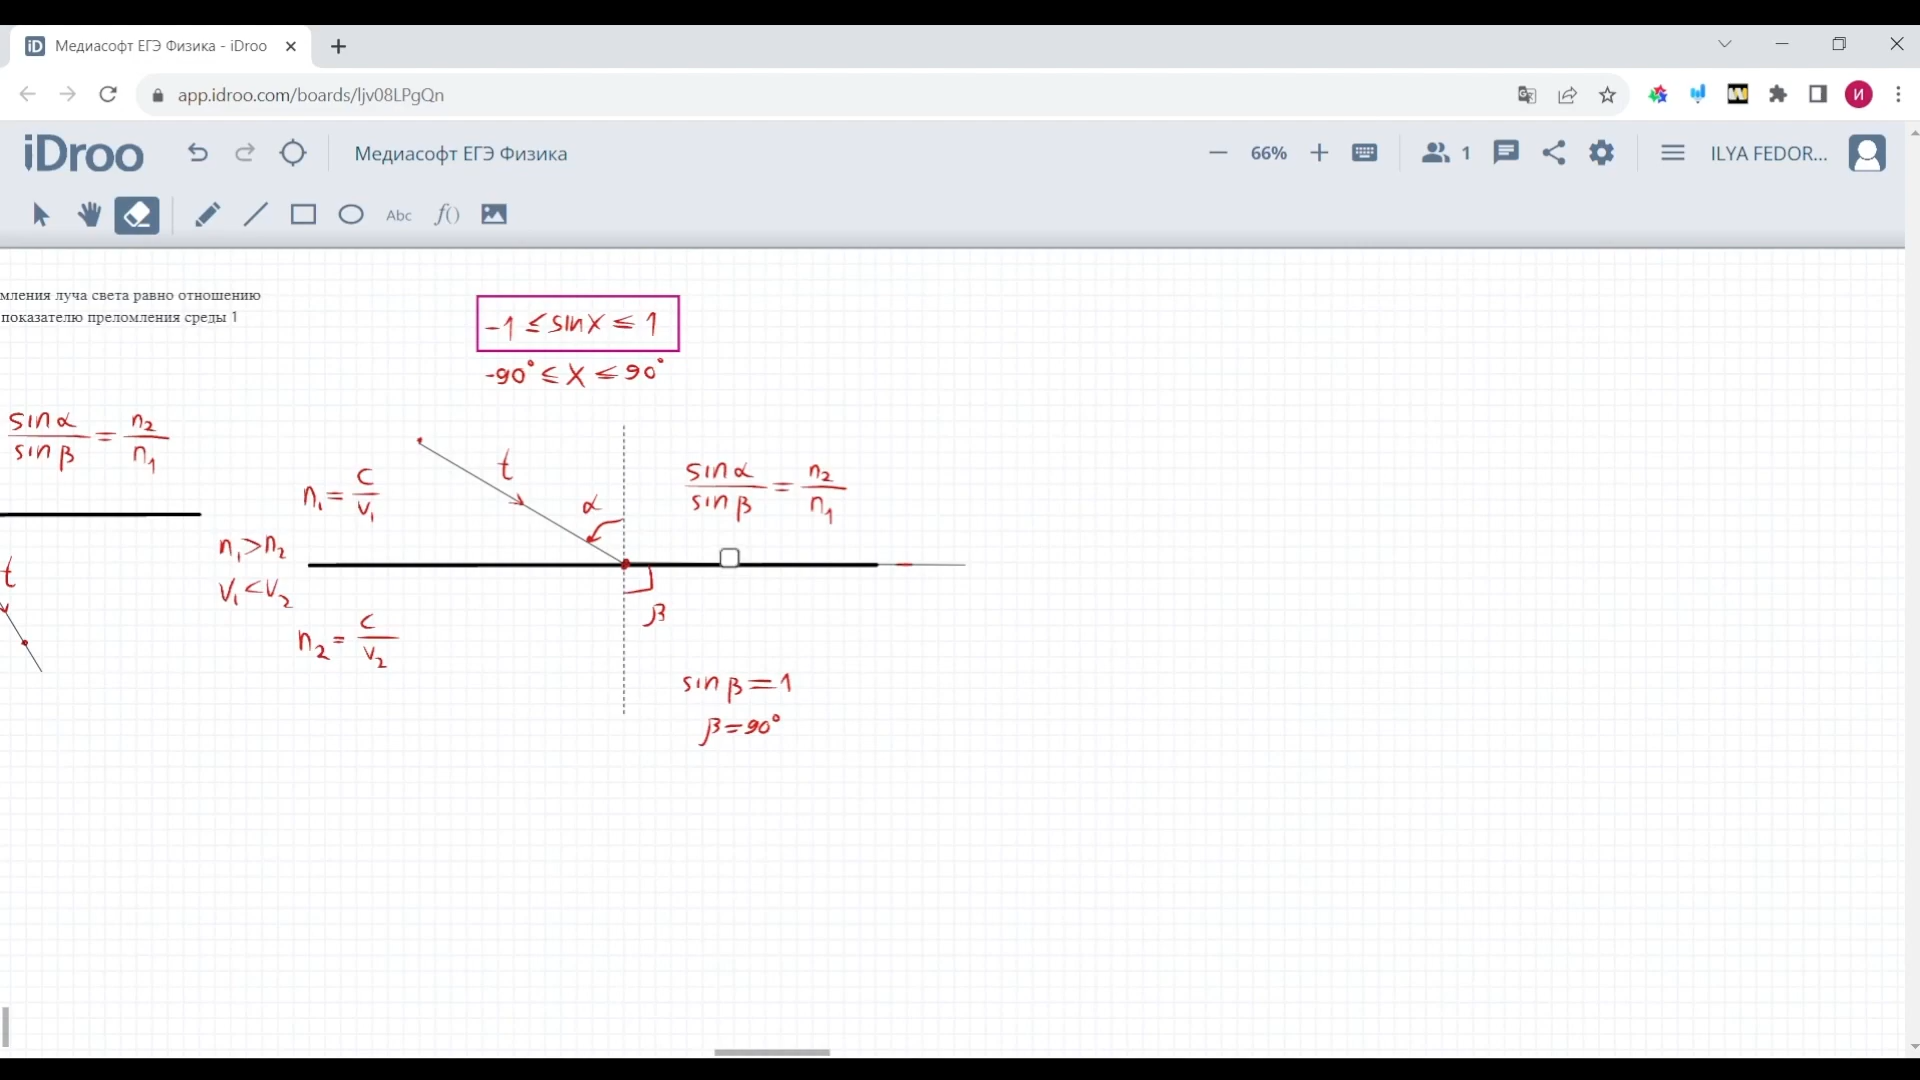 Медиасофт ЕГЭ Физика - iDroo
app.idroo.com/boards/ljv08LPgQn
И
iDroo
Медиасофт ЕГЭ Физика
66%
1
ILYA FEDOR...
Abc
f()
мления луча света равно отношению
показателю преломления среды 1
-1 ≤ sin x ≤ 1
-90° ≤ x ≤ 90°
sin α / sin β = n₂ / n₁
n₁ = c / v₁
t
α
sin α / sin β = n₂ / n₁
n₁ > n₂
v₁ < v₂
t
β
n₂ = c / v₂
sin β = 1
β = 90°